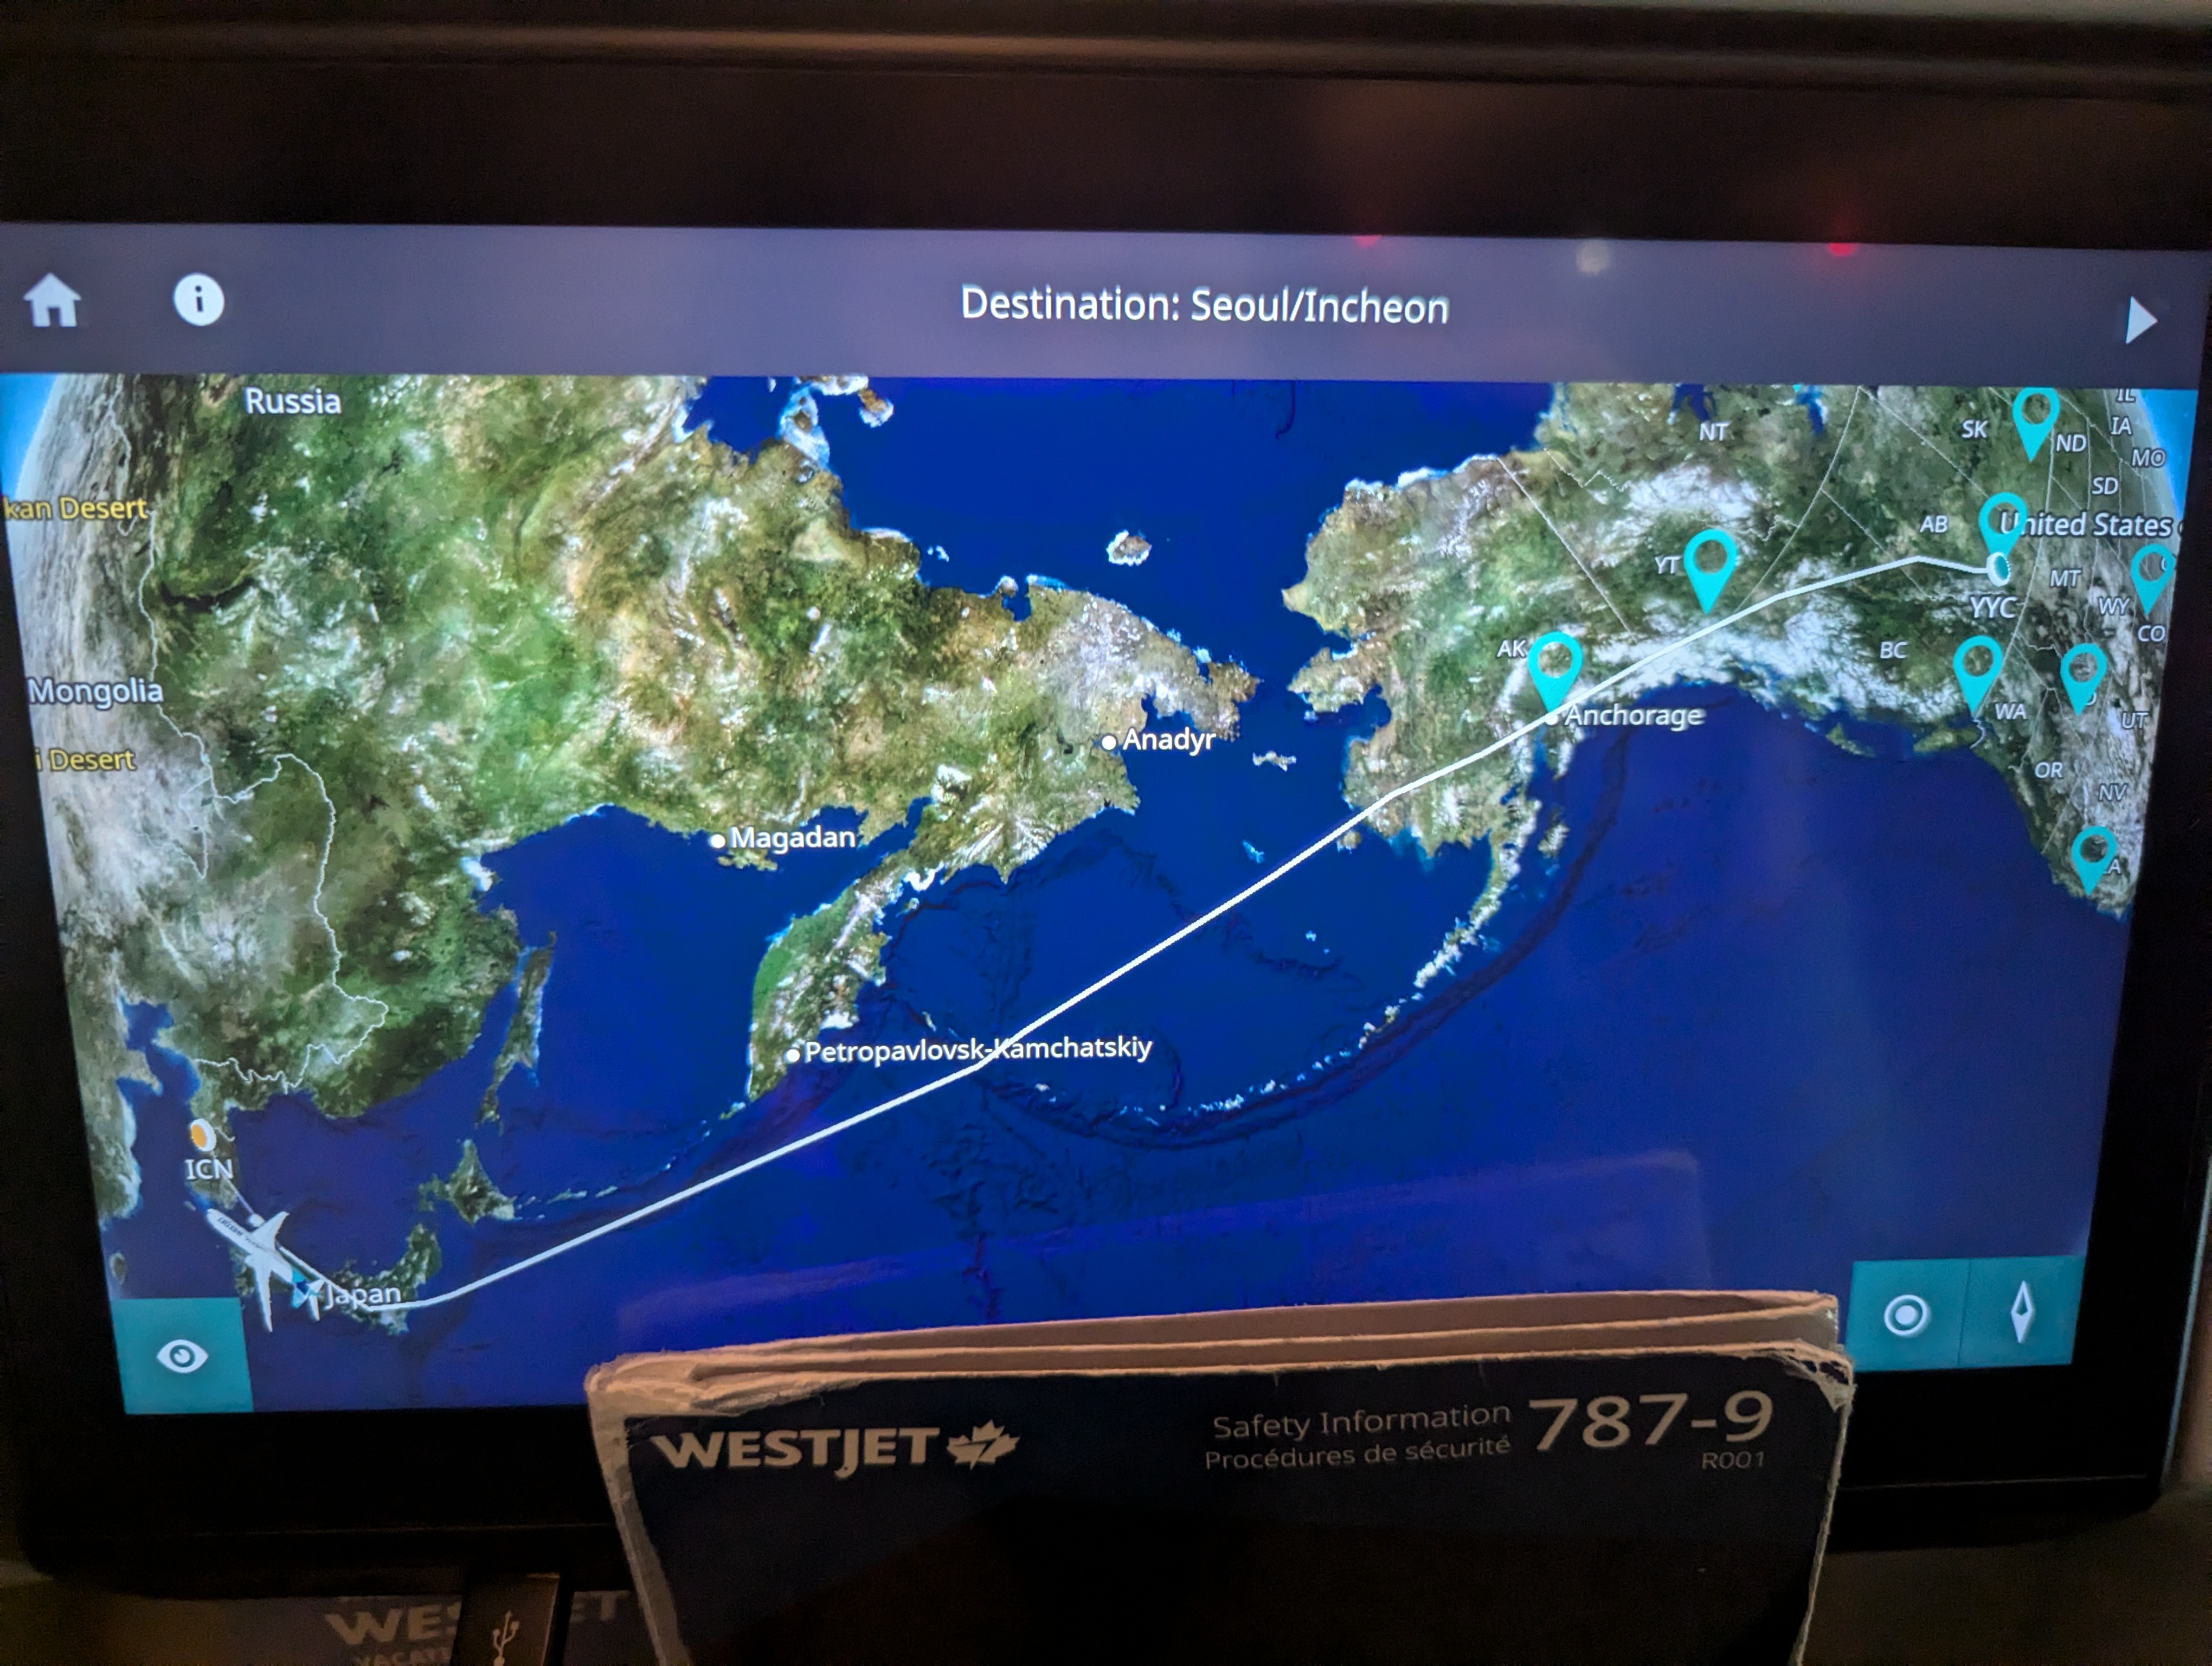 Destination: Seoul/Incheon
Russia
NT
SK
ND
IL
IA
MO
SD
kan Desert
AB
United States
YT
MT
WY
YYC
CO
AK
BC
Mongolia
Anchorage
WA
UT
Anadyr
i Desert
OR
NV
Magadan
A
Petropavlovsk-Kamchatskiy
ICN
Japan
WESTJET
Safety Information
Procédures de sécurité
787-9
R001
WES
ET